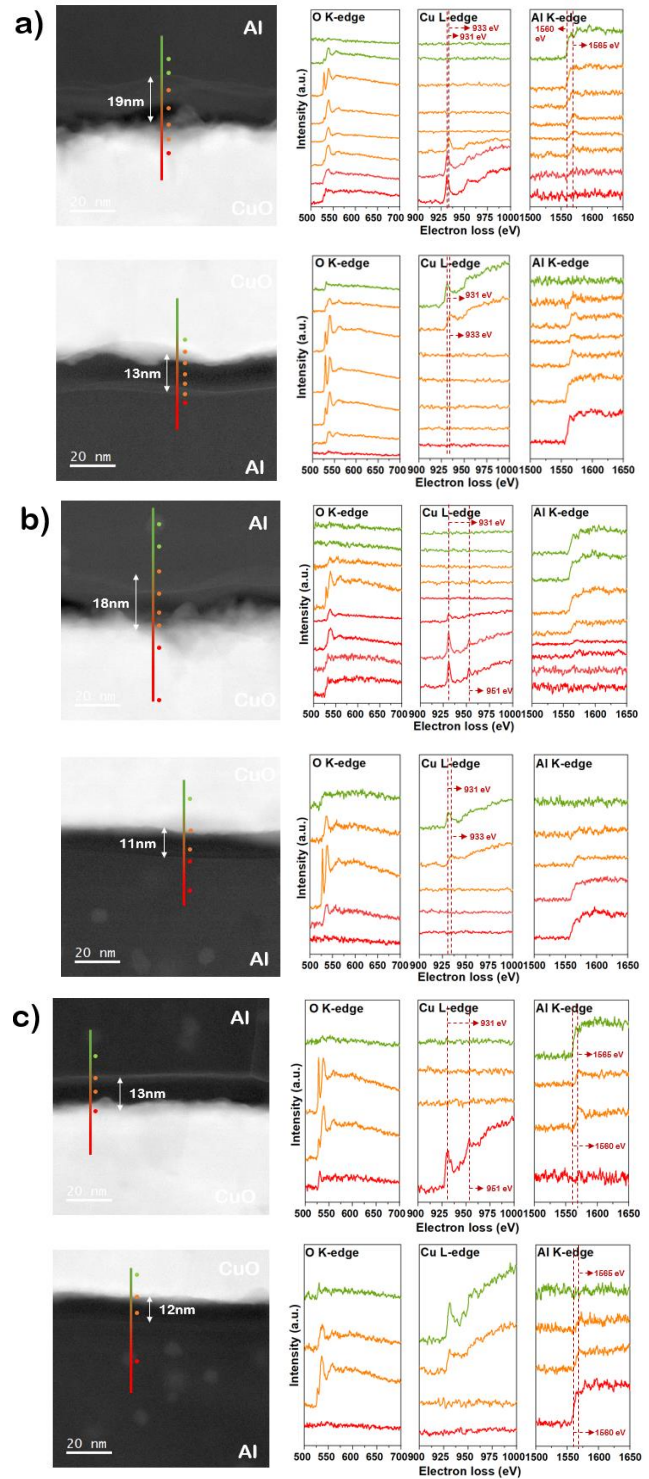 a)
Al
19nm
20 nm
CuO
O K-edge
Cu L-edge
Al K-edge
933 eV
931 eV
1560 eV
1565 eV
Intensity (a.u.)
500 550 600 650 700
925 950 975 1000
1500 1550 1600 1650
Electron loss (eV)
CuO
13nm
20 nm
Al
O K-edge
Cu L-edge
Al K-edge
931 eV
933 eV
Intensity (a.u.)
500 550 600 650 700
900 925 950 975 1000
1500 1550 1600 1650
Electron loss (eV)
b)
Al
18nm
20 nm
CuO
O K-edge
Cu L-edge
Al K-edge
931 eV
951 eV
Intensity (a.u.)
500 550 600 650 700
925 950 975 1000
1500 1550 1600 1650
Electron loss (eV)
CuO
11nm
20 nm
Al
O K-edge
Cu L-edge
Al K-edge
931 eV
933 eV
Intensity (a.u.)
500 550 600 650 700
900 925 950 975 1000
1500 1550 1600 1650
Electron loss (eV)
c)
Al
13nm
20 nm
CuO
O K-edge
Cu L-edge
Al K-edge
931 eV
951 eV
1565 eV
1560 eV
Intensity (a.u.)
500 550 600 650 700
900 925 950 975 1000
1500 1550 1600 1650
Electron loss (eV)
CuO
12nm
20 nm
Al
O K-edge
Cu L-edge
Al K-edge
1565 eV
1560 eV
Intensity (a.u.)
500 550 600 650 700
900 925 950 975 1000
1500 1550 1600 1650
Electron loss (eV)